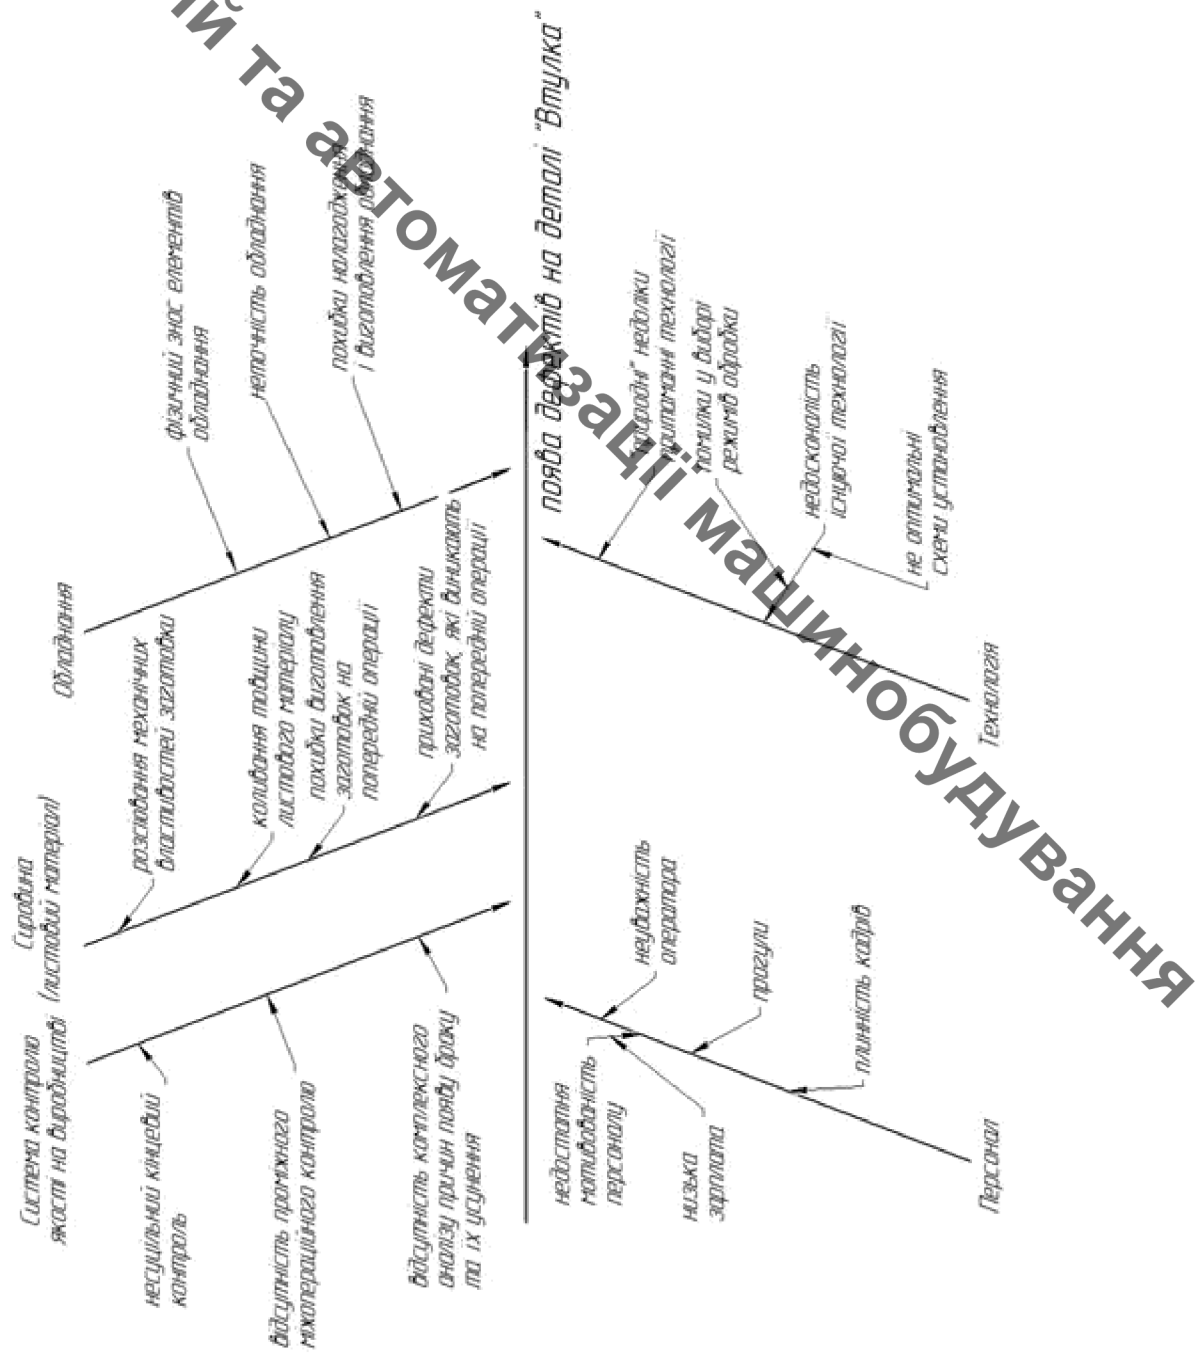 Система контролю
якості на виробництві
несуцільний кінцевий
контроль
відсутність проміжного
міжопераційного контролю
відсутність комплексного
аналізу причин появу браку
та їх усунення
Сировина
(листовий матеріал)
розсіювання механічних
властивостей заготовки
коливання товщини
листового матеріалу
похибки виготовлення
заготовок на
попередній операції
приховані дефекти
заготовок, які виникають
на попередній операції
Обладнання
фізичний знос елементів
обладнання
неточність обладнання
похибки налагодження
і виготовлення обладнання
поява дефектів на деталі "Втулка"
Персонал
недостатня
мотивованість
персоналу
низька
зарплата
неуважність
оператора
прогули
плинність кадрів
Технологія
"природні" недоліки
притаманні технології
помилки у виборі
режимів обробки
недосконалість
існуючої технології
не оптимальні
схеми установлення
та автоматизації машинобудування